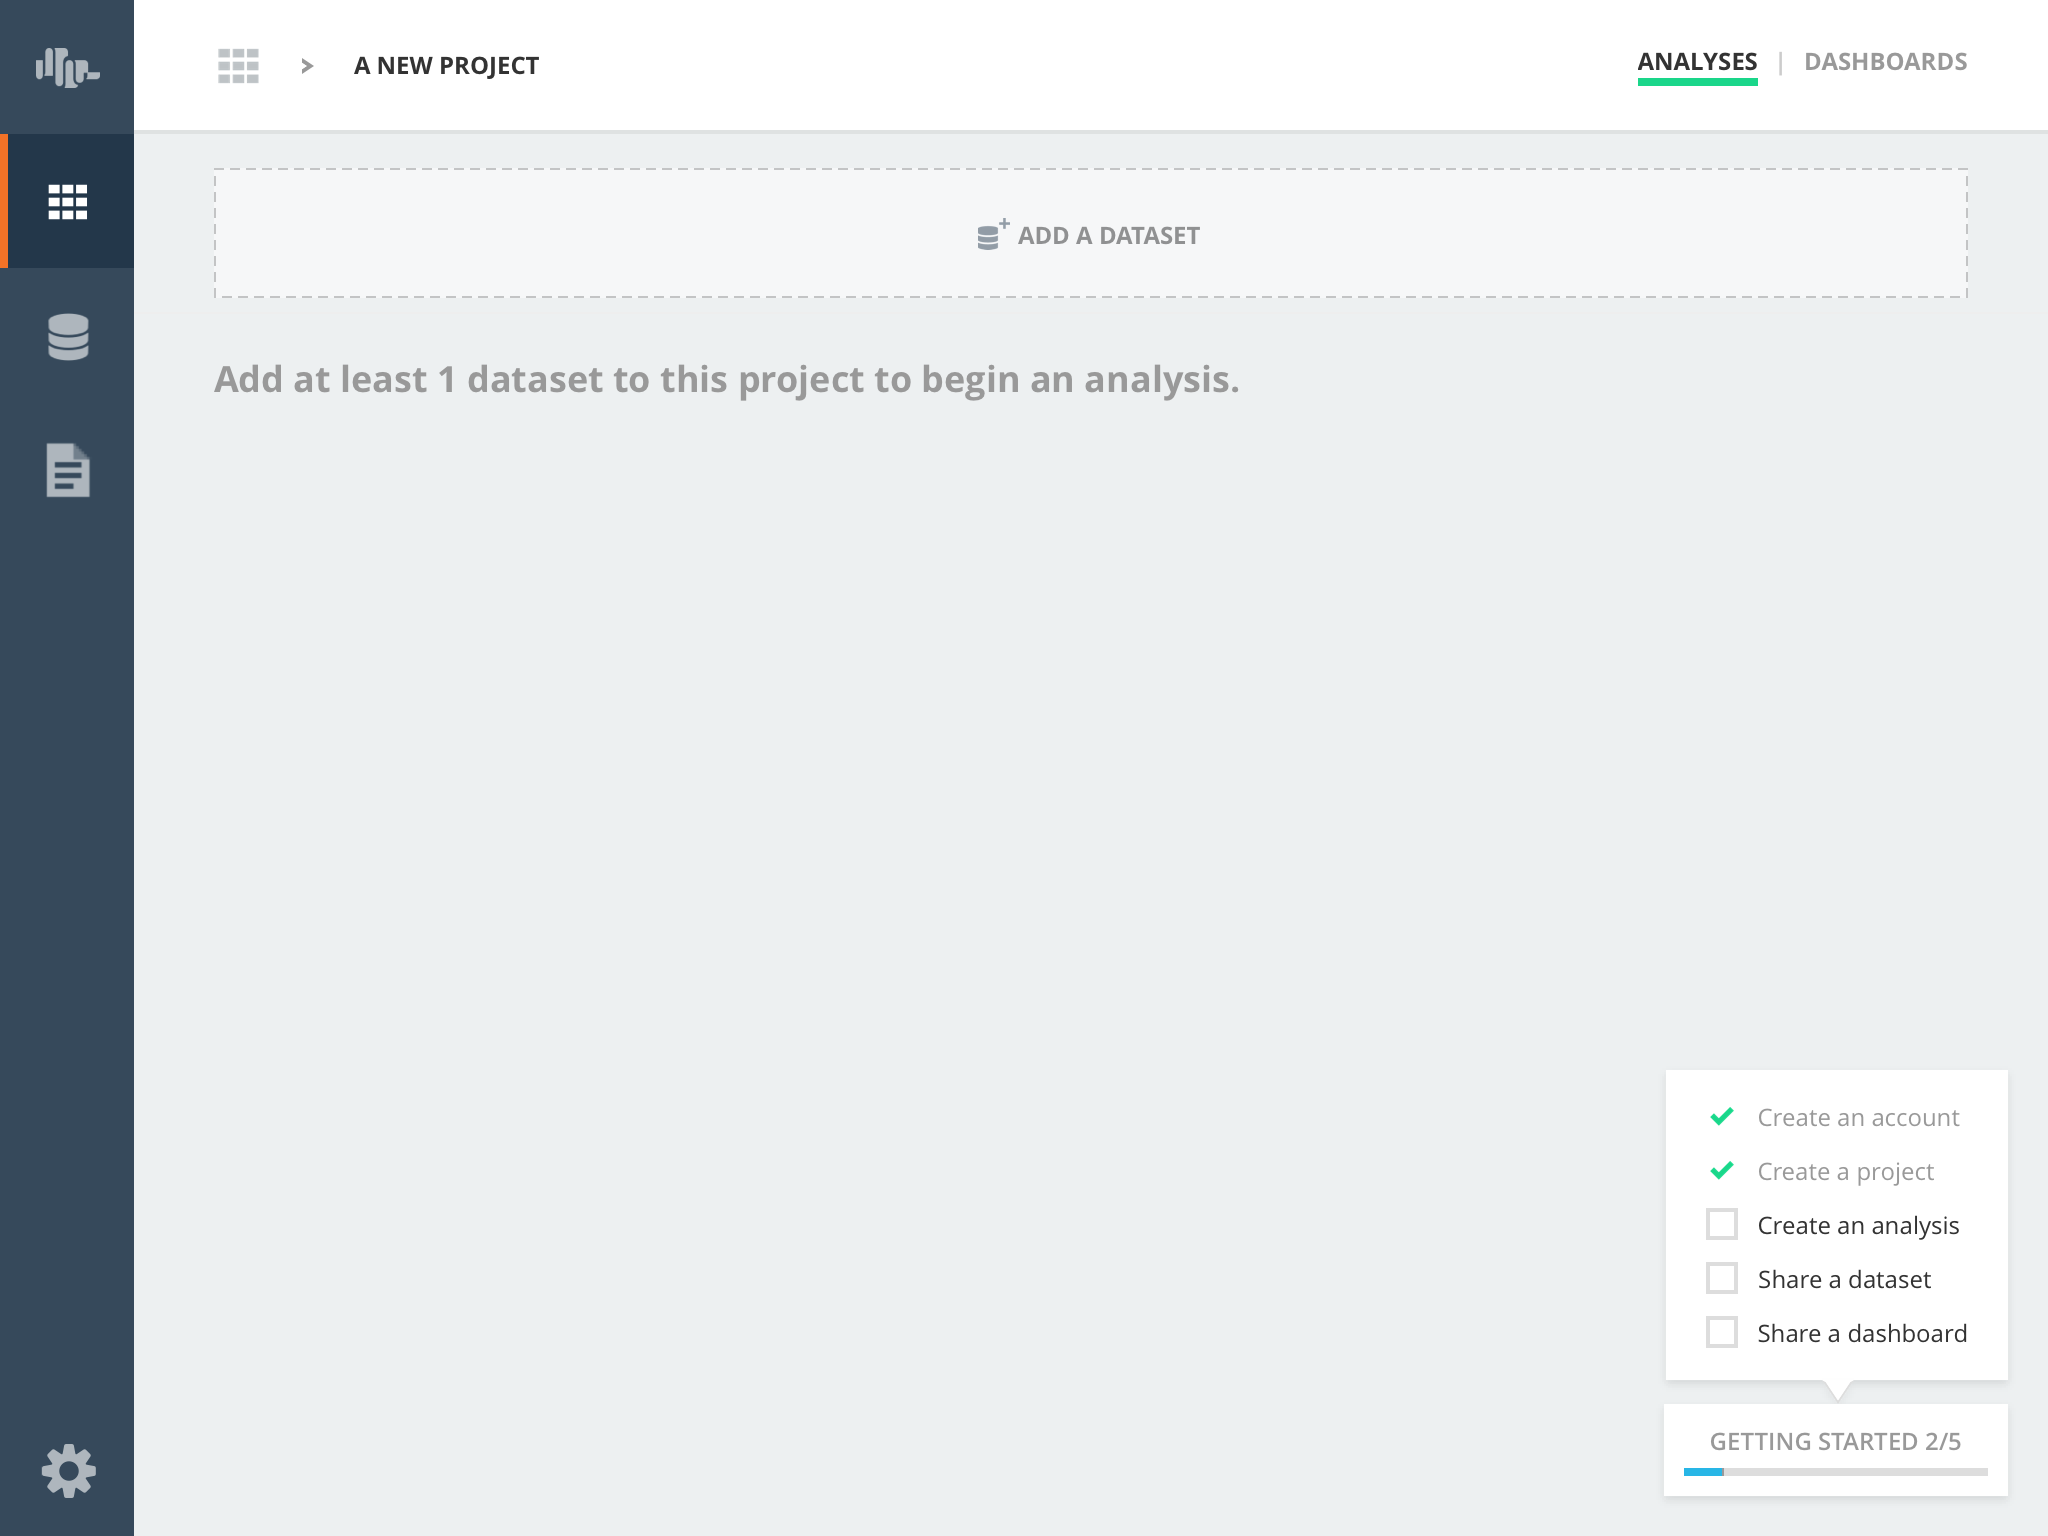 > A NEW PROJECT
ANALYSES | DASHBOARDS
ADD A DATASET
Add at least 1 dataset to this project to begin an analysis.
Create an account
Create a project
Create an analysis
Share a dataset
Share a dashboard
GETTING STARTED 2/5